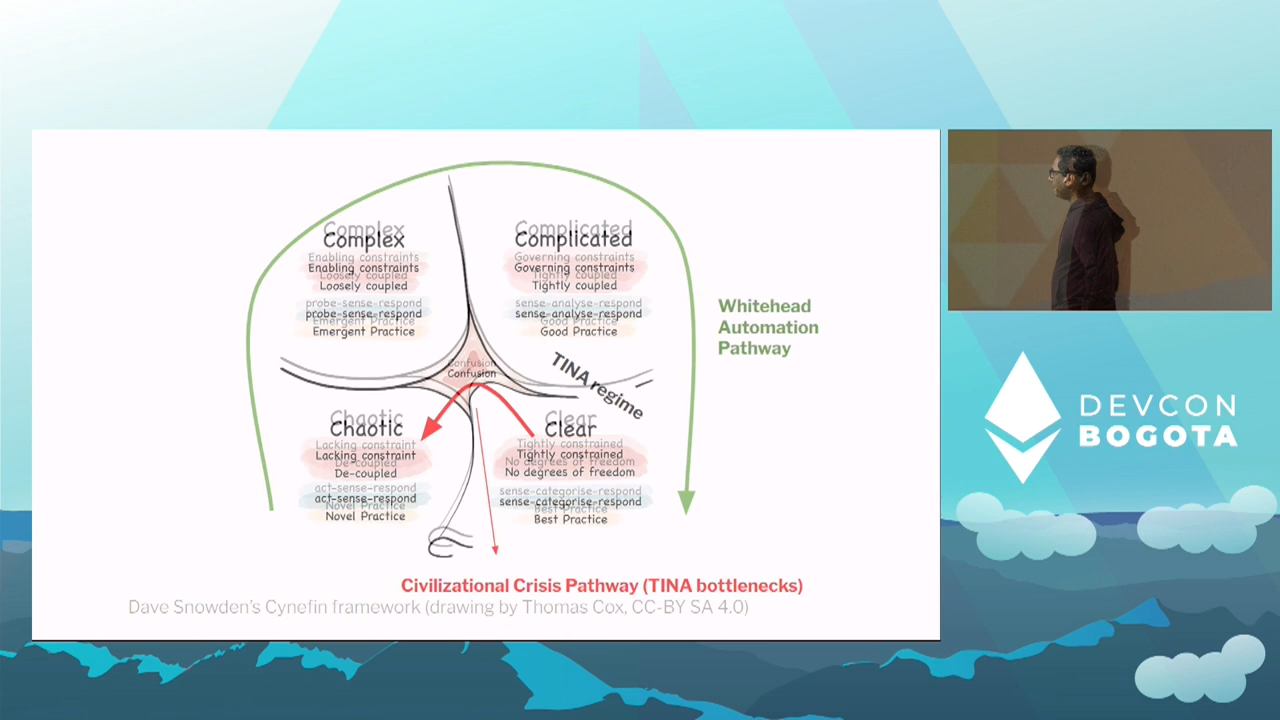 Complex
Complex
Enabling constraints
Enabling constraints
Loosely coupled
Loosely coupled
probe-sense-respond
probe-sense-respond
Emergent Practice
Emergent Practice
Complicated
Complicated
Governing constraints
Governing constraints
Tightly coupled
Tightly coupled
sense-analyse-respond
sense-analyse-respond
Good Practice
Good Practice
Whitehead
Automation
Pathway
Confusion
Confusion
TINA regime
Chaotic
Chaotic
Lacking constraint
Lacking constraint
De-coupled
De-coupled
act-sense-respond
act-sense-respond
Novel Practice
Novel Practice
Clear
Clear
Tightly constrained
Tightly constrained
No degrees of freedom
No degrees of freedom
sense-categorise-respond
sense-categorise-respond
Best Practice
Best Practice
Civilizational Crisis Pathway (TINA bottlenecks)
Dave Snowden's Cynefin framework (drawing by Thomas Cox, CC-BY SA 4.0)
DEVCON
BOGOTA